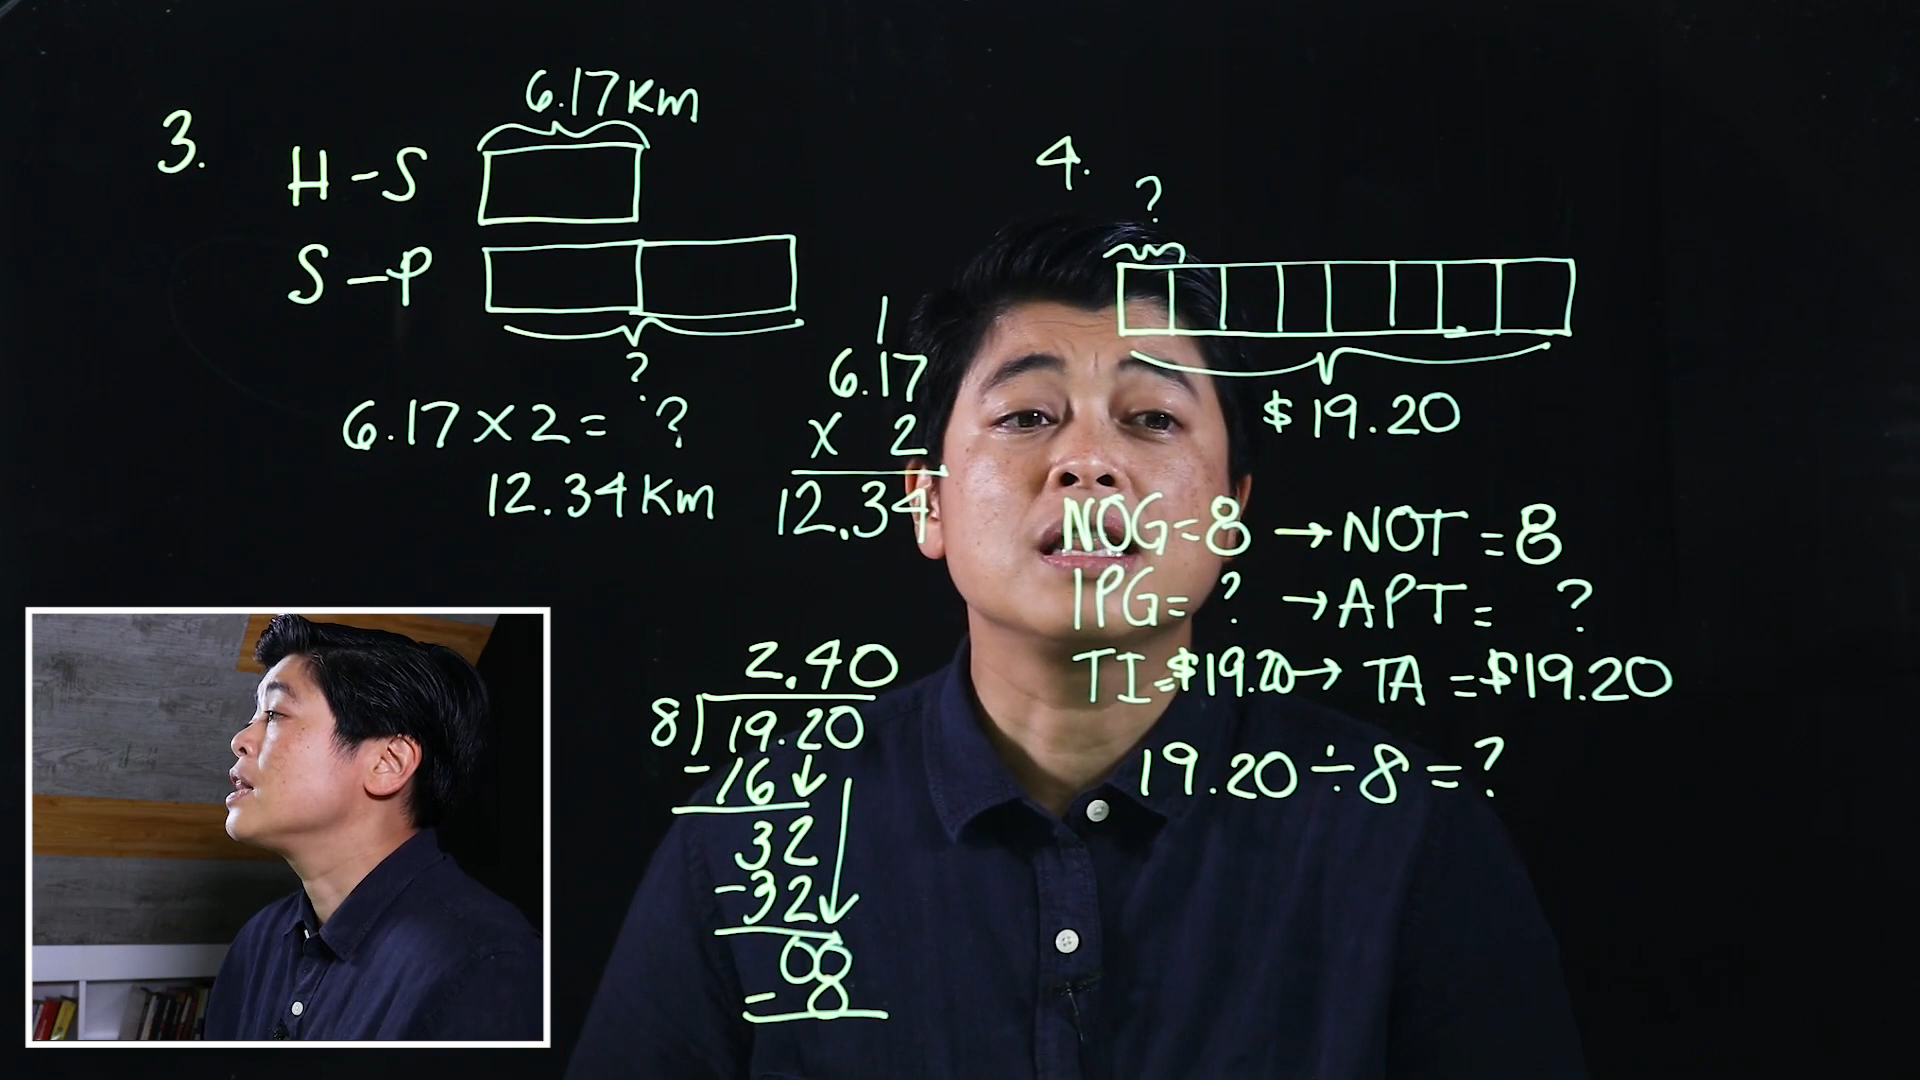 3.
6.17 Km
H - S
S - P
?
6.17 x 2 = ?
12.34 Km
1
6.17
x 2
12.34
4.
?
$ 19.20
NOG = 8 → NOT = 8
IPG = ? → APT = ?
TI = $19.20 → TA = $19.20
19.20 ÷ 8 = ?
2.40
8)19.20
-16
32
-32
00
- 0